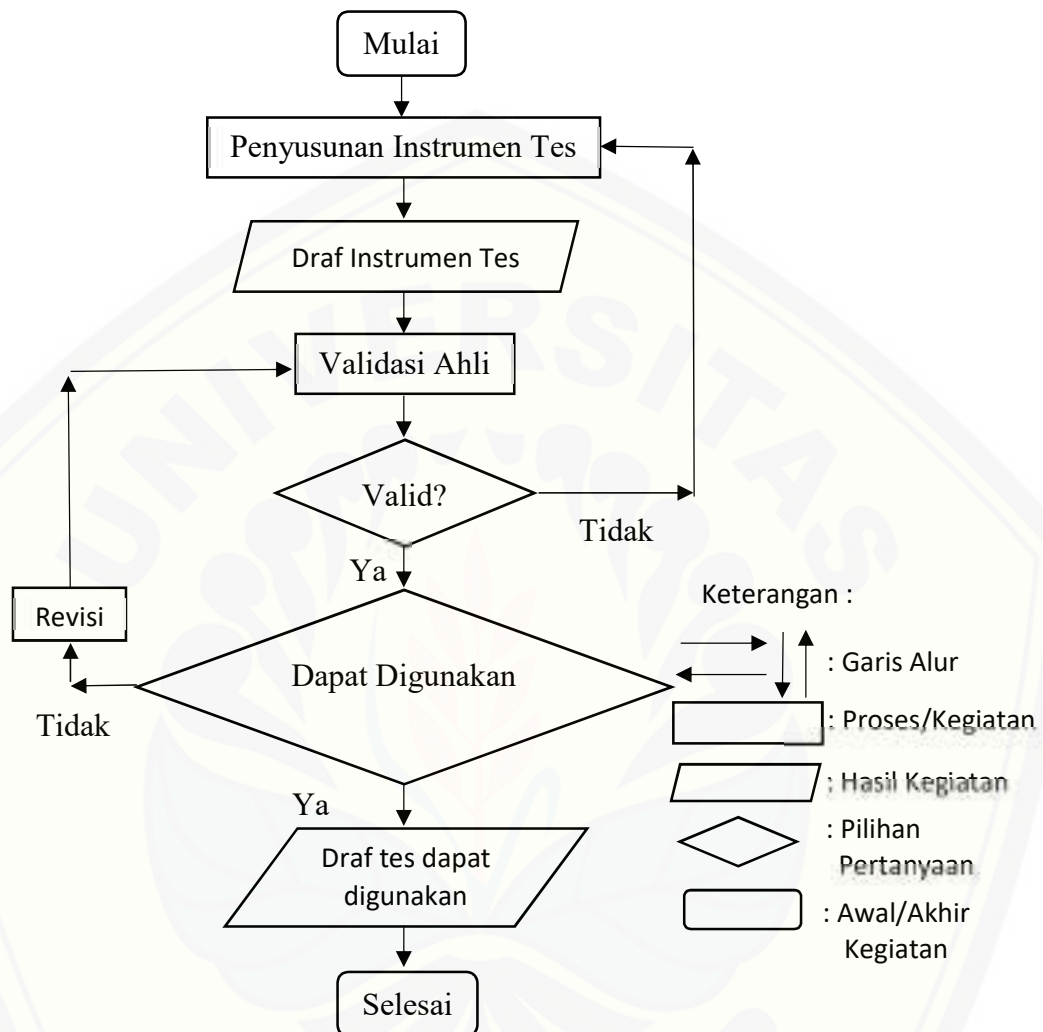 Mulai
Penyusunan Instrumen Tes
Draf Instrumen Tes
Validasi Ahli
Valid?
Tidak
Ya
Revisi
Dapat Digunakan
Tidak
Ya
Draf tes dapat
digunakan
Selesai
Keterangan :
: Garis Alur
: Proses/Kegiatan
: Hasil Kegiatan
: Pilihan
Pertanyaan
: Awal/Akhir
Kegiatan
UNIVERSITAS